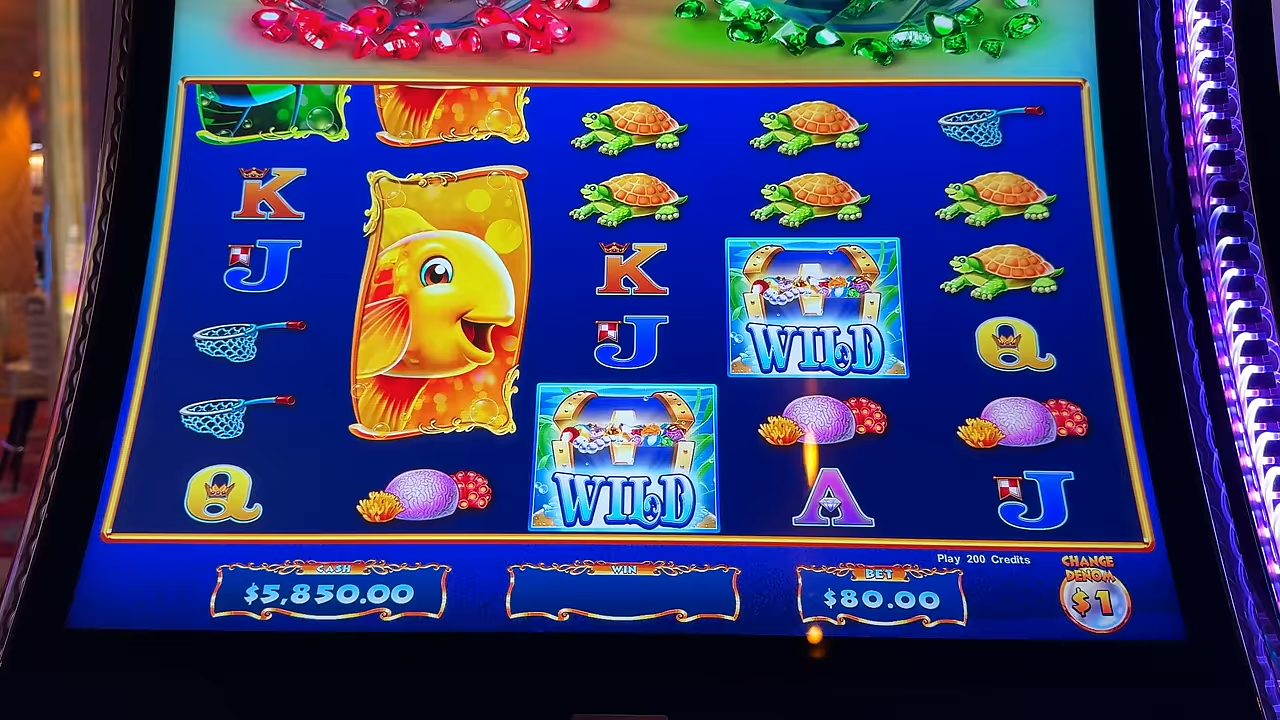 K
J
K
WILD
J
Q
WILD
Q
A
J
Play 200 Credits
CHANGE
DENOM
$1
CASH
$5,850.00
WIN
BET
$80.00